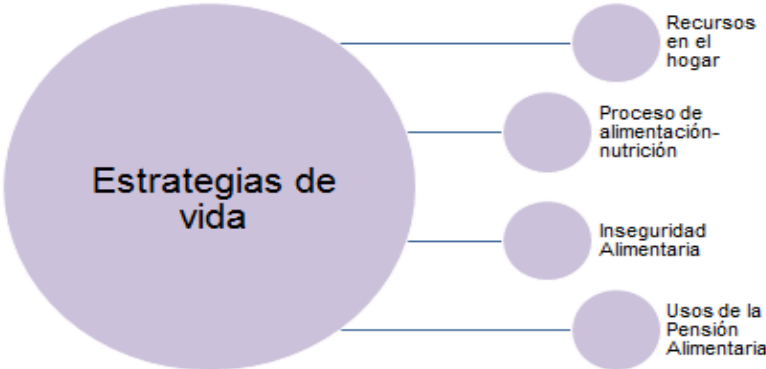 Estrategias de
vida
Recursos
en el
hogar
Proceso de
alimentación-
nutrición
Inseguridad
Alimentaria
Usos de la
Pensión
Alimentaria